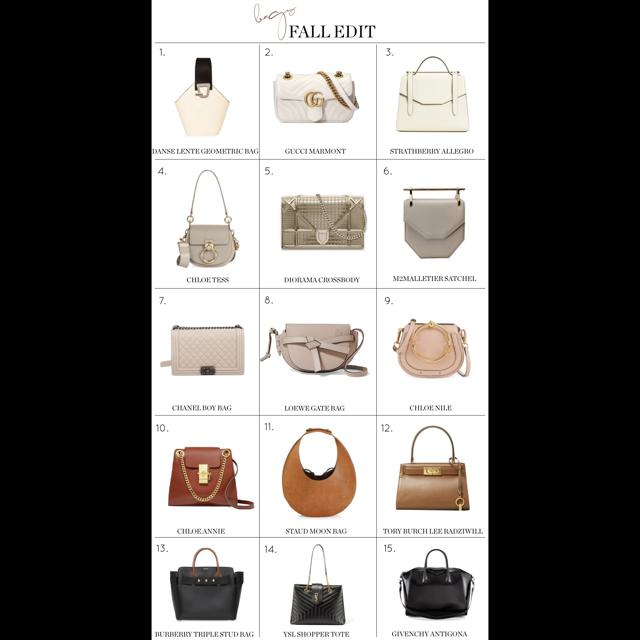 bags
FALL EDIT
1. 2. 3.
DANSE LENTE GEOMETRIC BAG GUCCI MARMONT STRATHBERRY ALLEGRO
4. 5. 6.
CHLOE TESS DIORAMA CROSSBODY M2MALLETIER SATCHEL
7. 8. 9.
CHANEL BOY BAG LOEWE GATE BAG CHLOE NILE
10. 11. 12.
CHLOE ANNIE STAUD MOON BAG TORY BURCH LEE RADZIWILL
13. 14. 15.
BURBERRY TRIPLE STUD BAG YSL SHOPPER TOTE GIVENCHY ANTIGONA